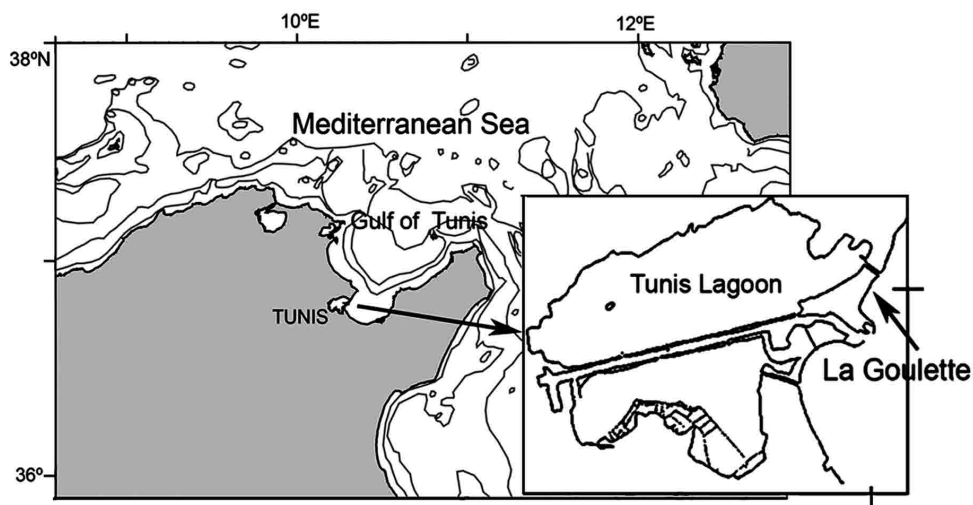 10ºE
12ºE
38ºN
Mediterranean Sea
Gulf of Tunis
Tunis Lagoon
TUNIS
La Goulette
36º